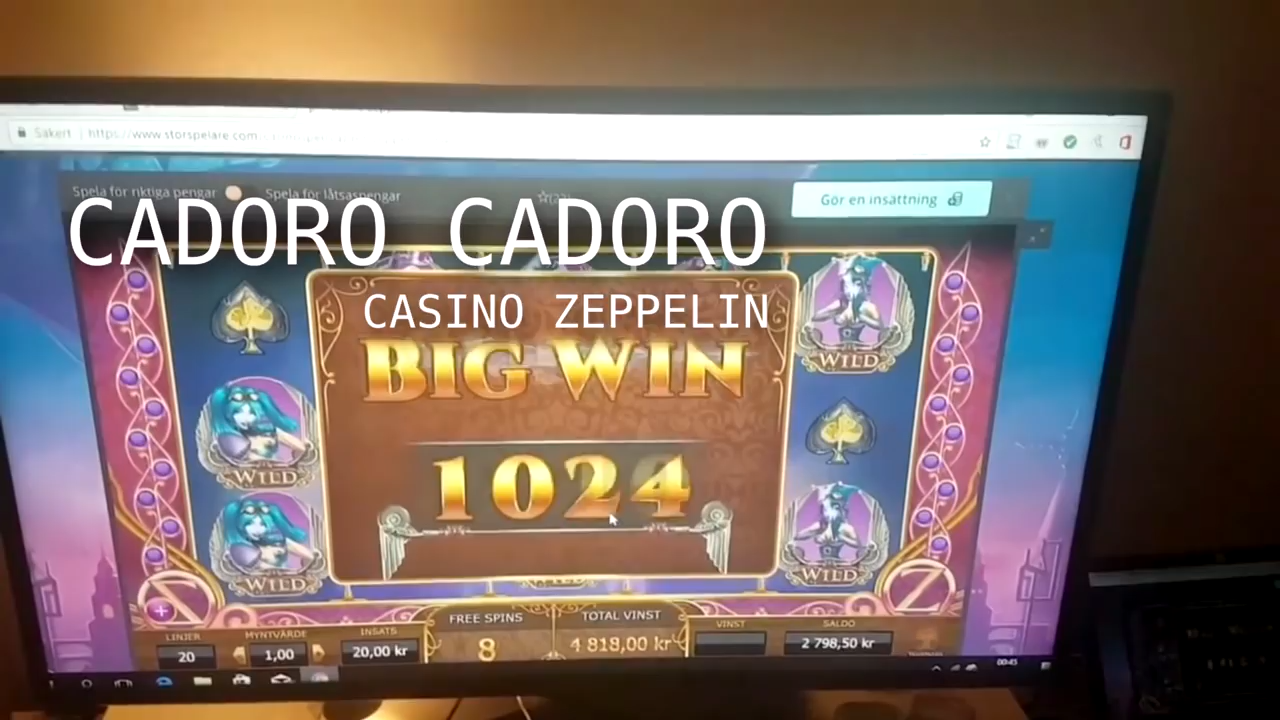 Säkert
https://www.storspelare.com
Spela för riktiga pengar
Spela för låtsaspengar
Gör en insättning
CADORO CADORO
CASINO ZEPPELIN
BIG WIN
1024
WILD
WILD
WILD
WILD
LINJER
20
MYNTVÄRDE
1,00
INSATS
20,00 kr
FREE SPINS
8
TOTAL VINST
4 818,00 kr
VINST
SALDO
2 798,50 kr
00:45